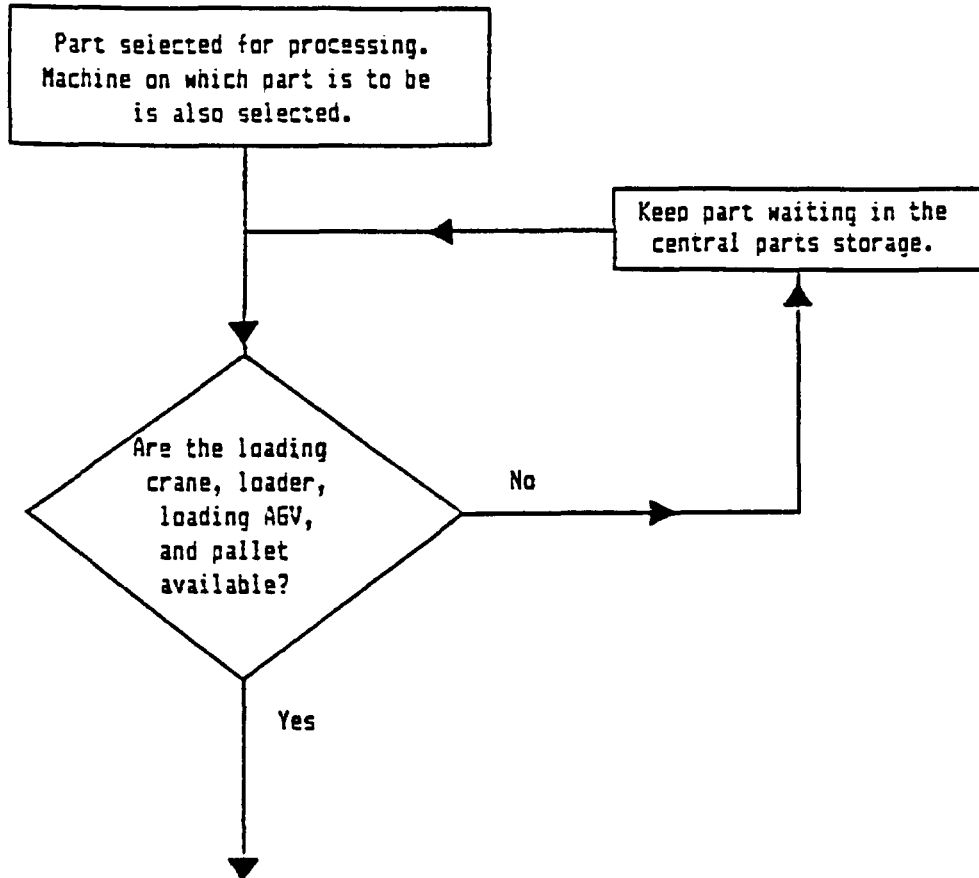 Part selected for processing.
Machine on which part is to be
is also selected.
Keep part waiting in the
central parts storage.
Are the loading
crane, loader,
loading AGV,
and pallet
available?
No
Yes